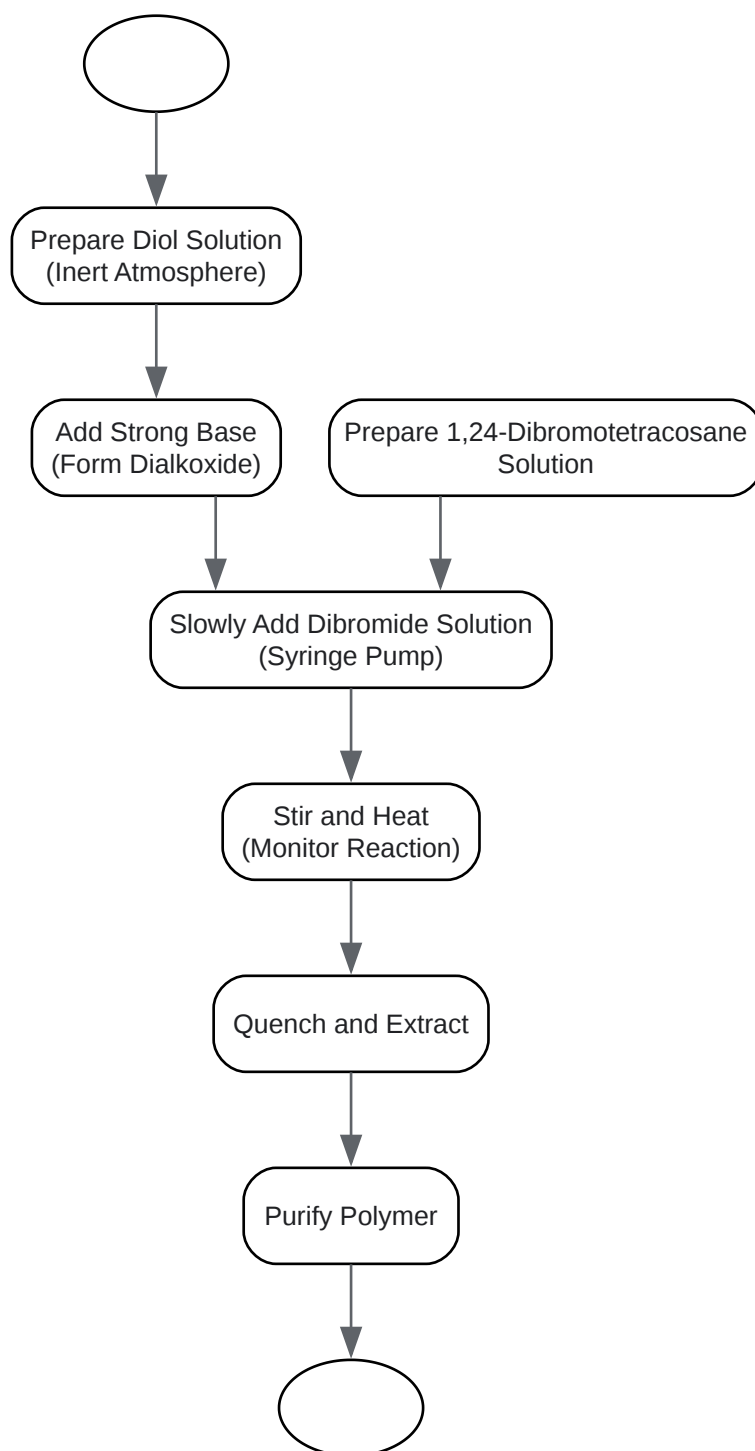 Prepare Diol Solution
(Inert Atmosphere)
Add Strong Base
(Form Dialkoxide)
Prepare 1,24-Dibromotetracosane
Solution
Slowly Add Dibromide Solution
(Syringe Pump)
Stir and Heat
(Monitor Reaction)
Quench and Extract
Purify Polymer